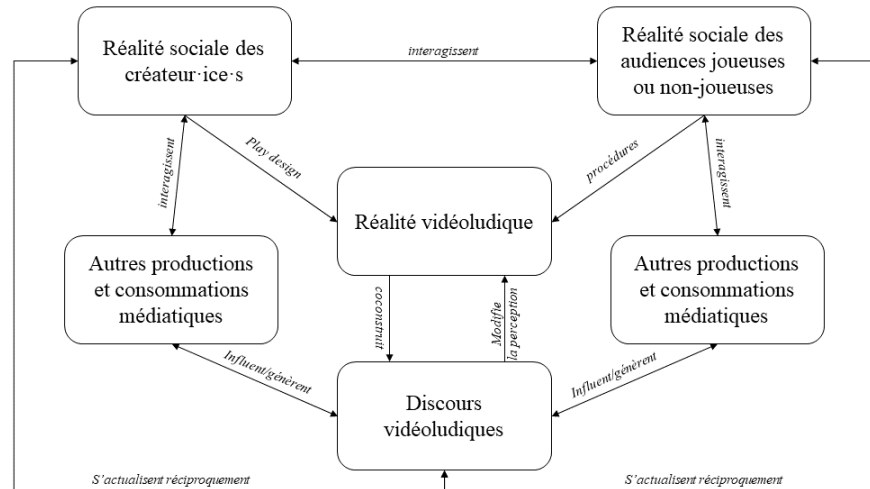 Réalité sociale des
créateur·ice·s
interagissent
Réalité sociale des
audiences joueuses
ou non-joueuses
interagissent
Play design
procédures
interagissent
Réalité vidéoludique
Autres productions
et consommations
médiatiques
Autres productions
et consommations
médiatiques
coconstruit
Modifie
la perception
Influent/génèrent
Influent/génèrent
Discours
vidéoludiques
S'actualisent réciproquement
S'actualisent réciproquement